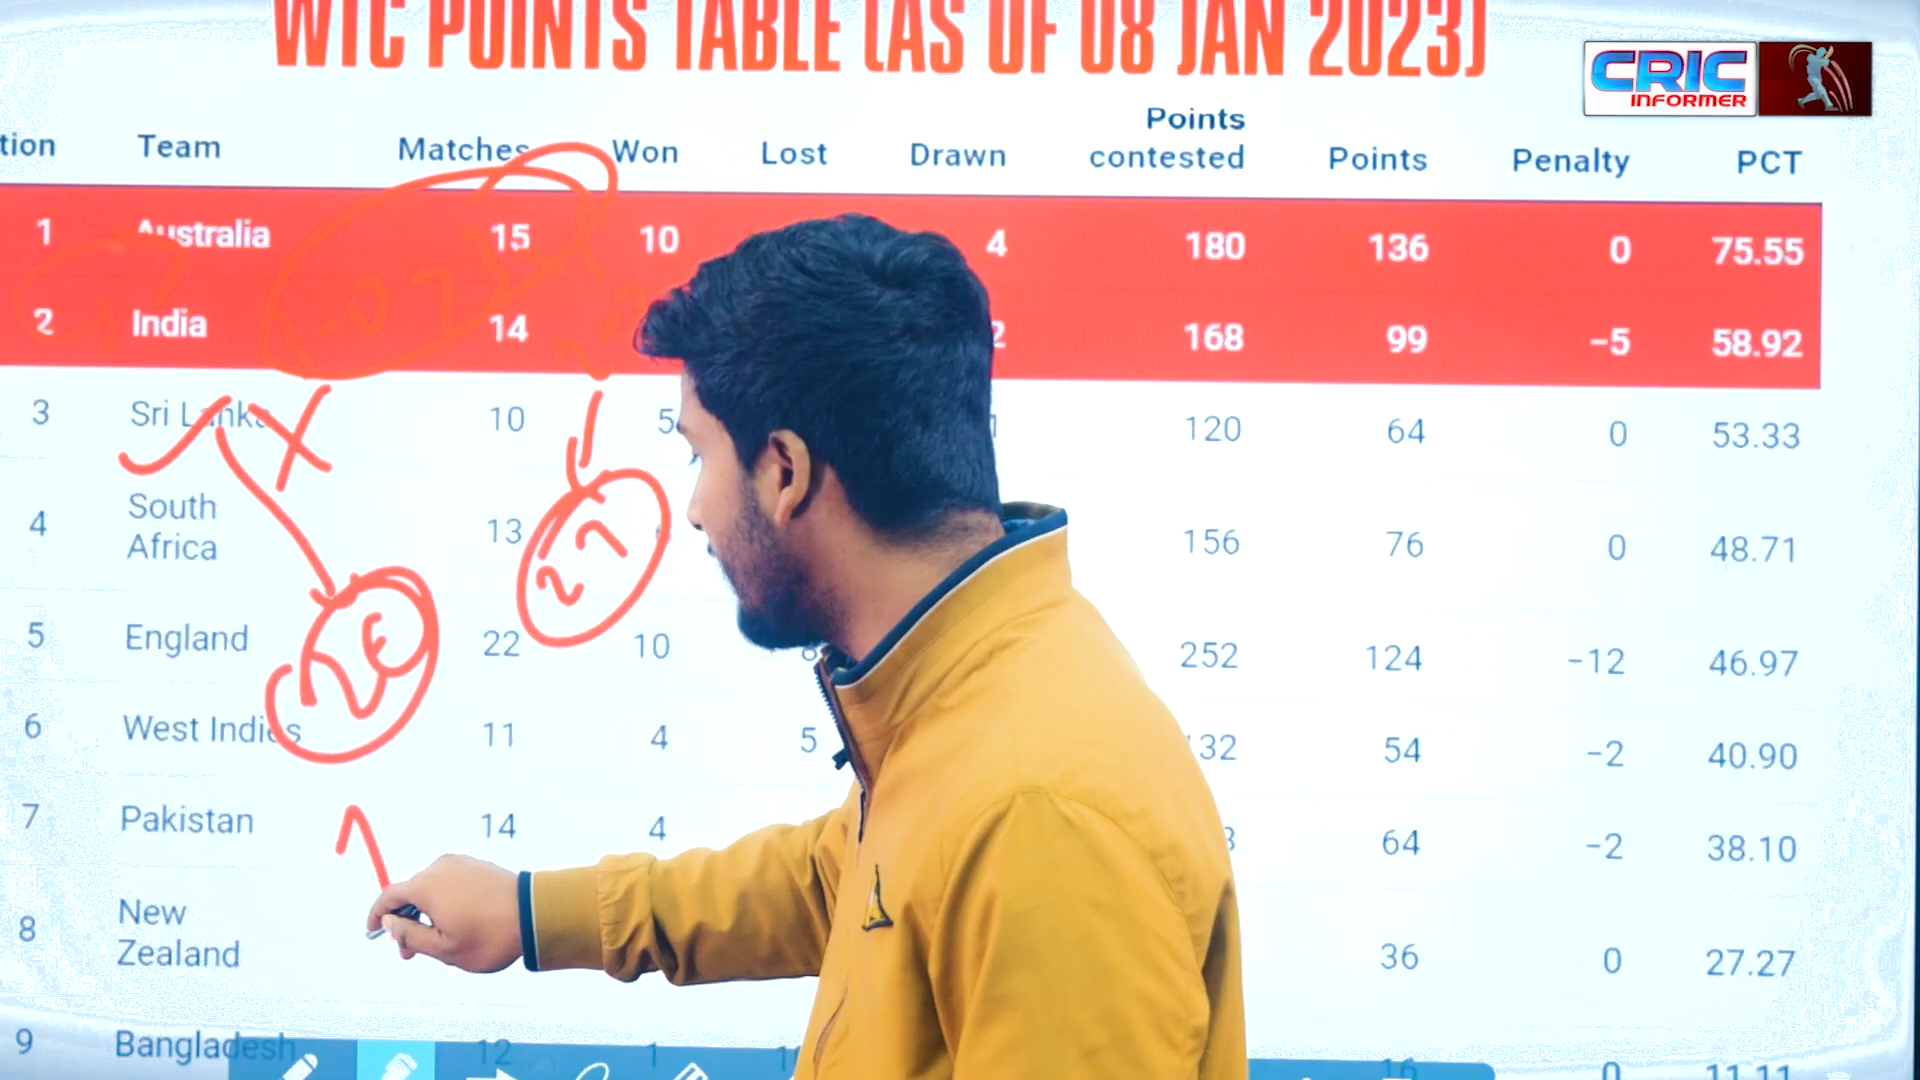 WTC POINTS TABLE (AS OF 08 JAN 2023)
CRIC
INFORMER
tion Team Matches Won Lost Drawn Points contested Points Penalty PCT
1 Australia 15 10 4 180 136 0 75.55
2 India 14 2 168 99 -5 58.92
3 Sri Lanka 10 5 1 120 64 0 53.33
4 South Africa 13 156 76 0 48.71
5 England 22 10 8 252 124 -12 46.97
6 West Indies 11 4 5 132 54 -2 40.90
7 Pakistan 14 4 64 -2 38.10
8 New Zealand 36 0 27.27
9 Bangladesh 12 1 16 0 11.11